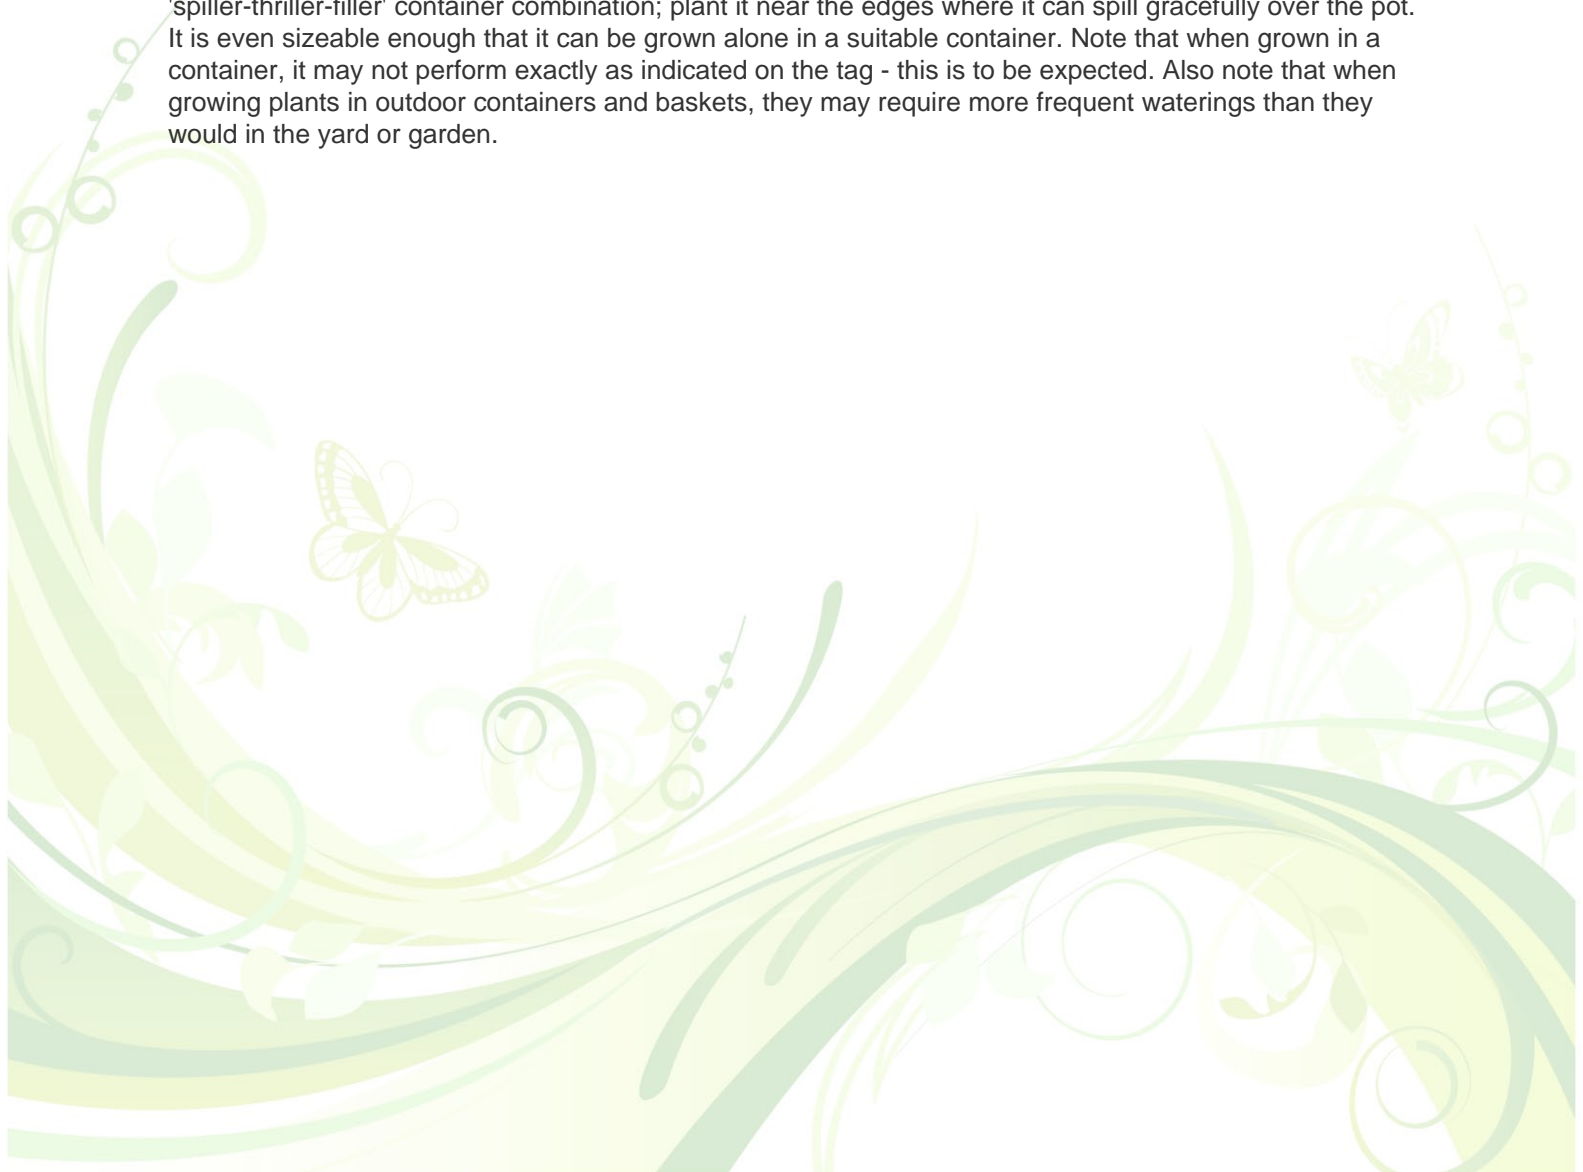 'spiller-thriller-filler' container combination; plant it near the edges where it can spill gracefully over the pot.
It is even sizeable enough that it can be grown alone in a suitable container. Note that when grown in a
container, it may not perform exactly as indicated on the tag - this is to be expected. Also note that when
growing plants in outdoor containers and baskets, they may require more frequent waterings than they
would in the yard or garden.